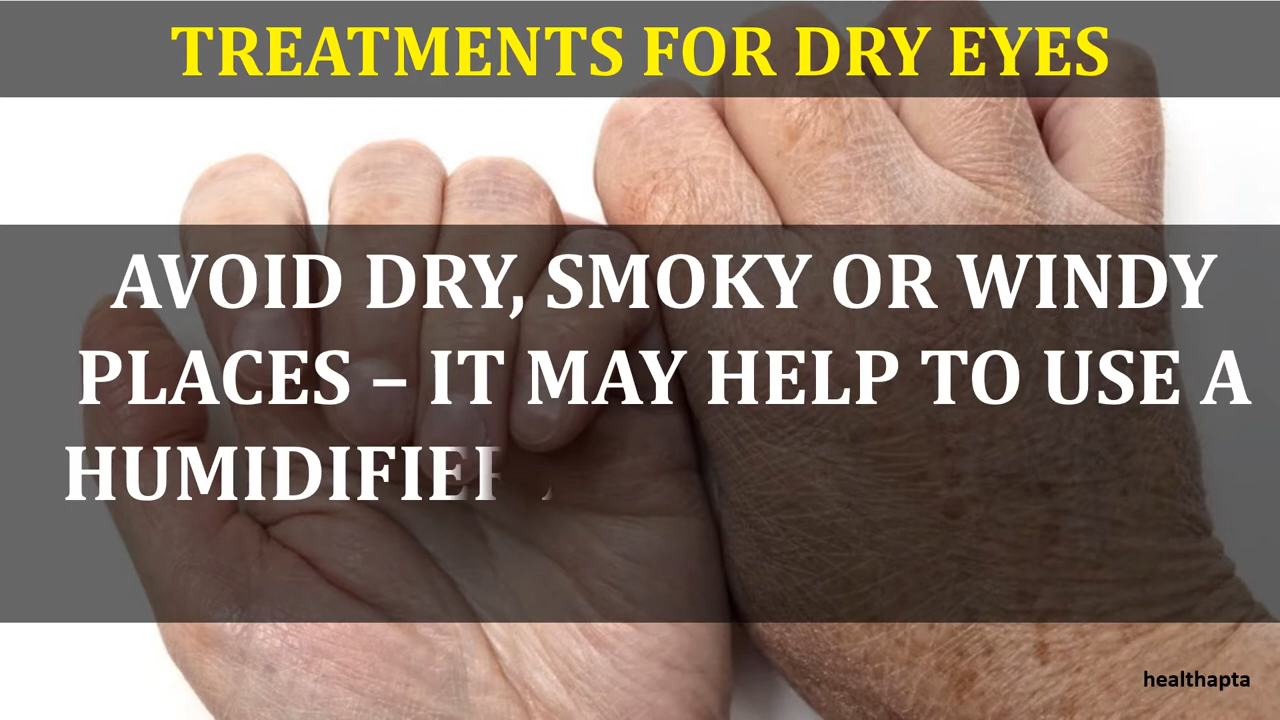 TREATMENTS FOR DRY EYES
AVOID DRY, SMOKY OR WINDY
PLACES – IT MAY HELP TO USE A
HUMIDIFIER
healthapta